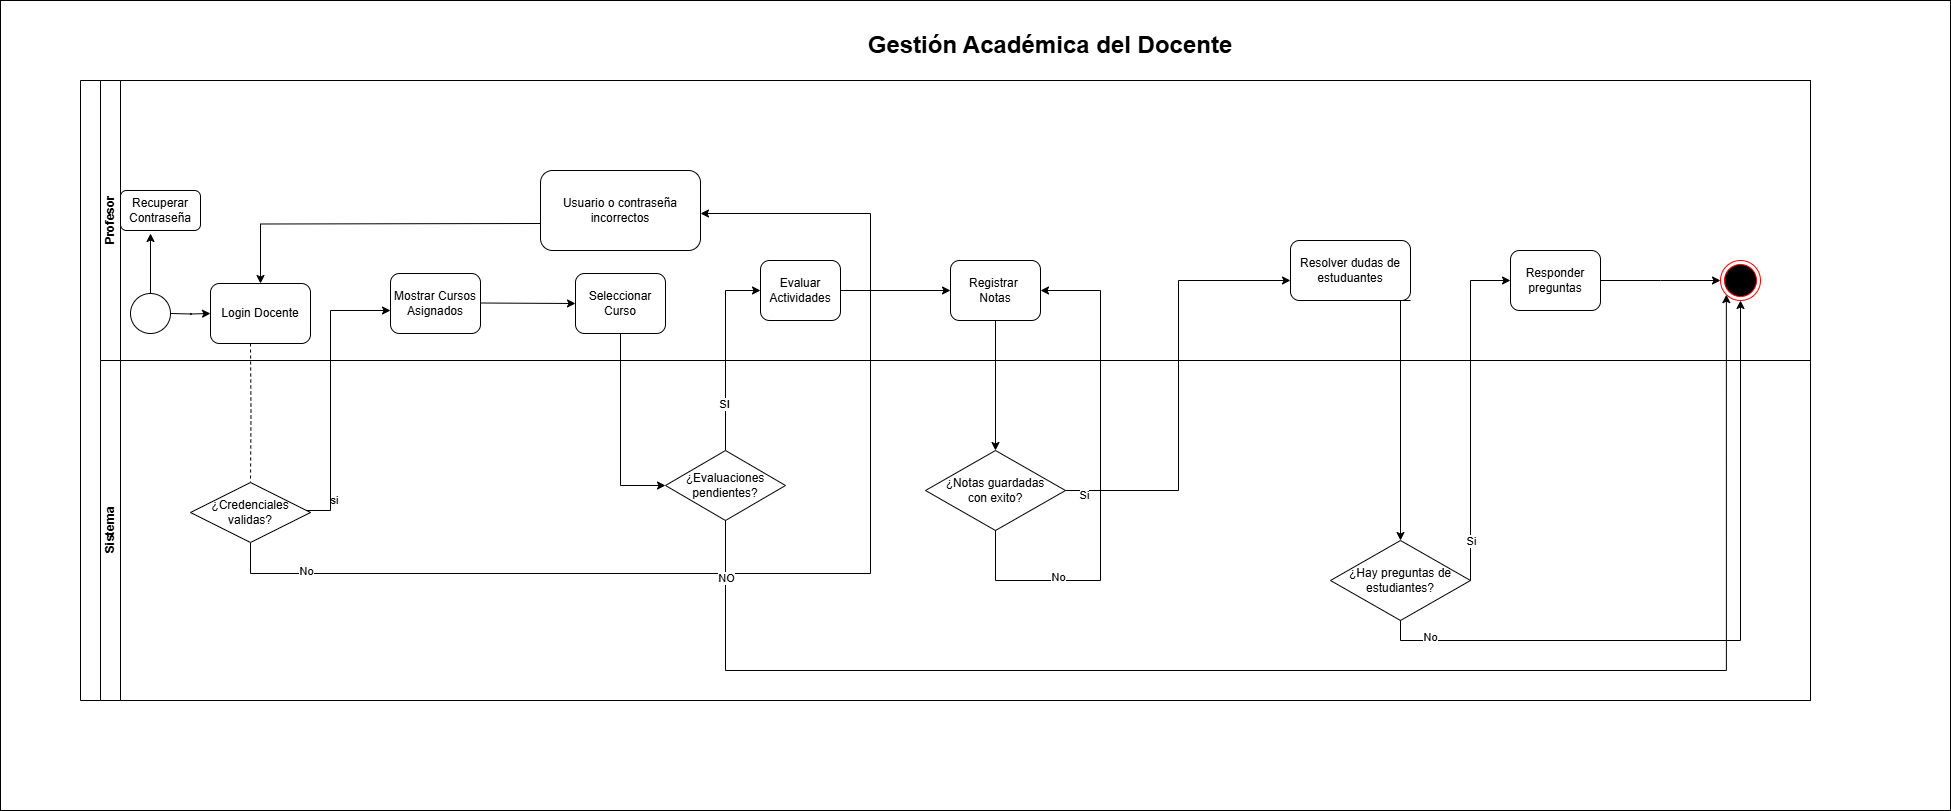 Gestión Académica del Docente
Profesor
Recuperar
Contraseña
Usuario o contraseña
incorrectos
Login Docente
Mostrar Cursos
Asignados
Seleccionar
Curso
Evaluar
Actividades
Registrar
Notas
Resolver dudas de
estuduantes
Responder
preguntas
Sistema
SI
¿Credenciales
validas?
si
No
¿Evaluaciones
pendientes?
NO
¿Notas guardadas
con exito?
Si
No
¿Hay preguntas de
estudiantes?
Si
No